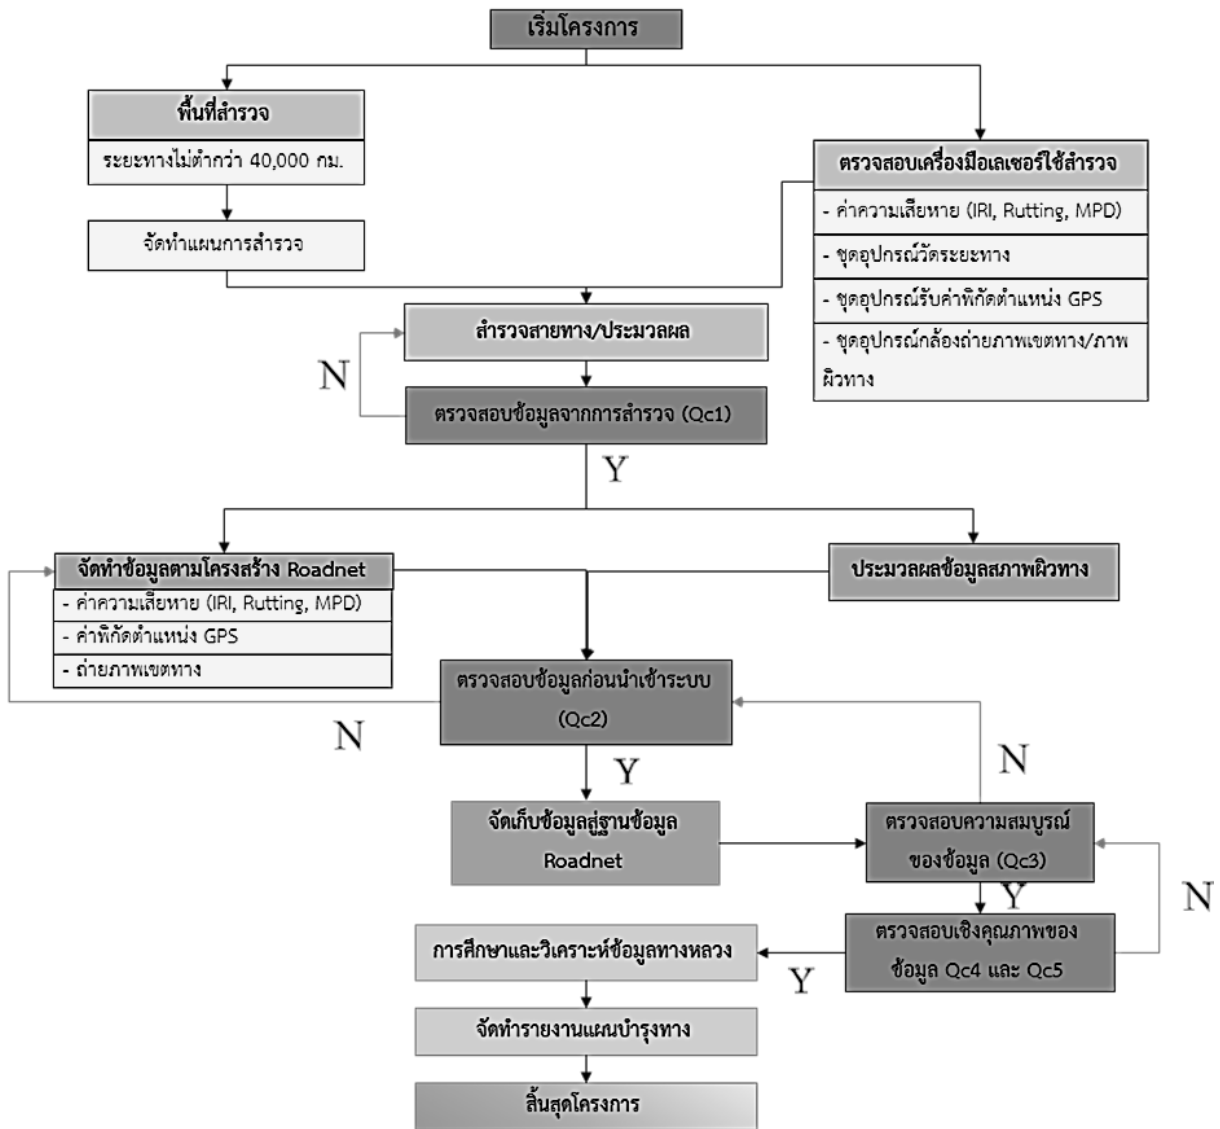 เริ่มโครงการ
พื้นที่สำรวจ
ระยะทางไม่ต่ำกว่า 40,000 กม.
จัดทำแผนการสำรวจ
ตรวจสอบเครื่องมือเลเซอร์ใช้สำรวจ
- ค่าความเสียหาย (IRI, Rutting, MPD)
- ชุดอุปกรณ์วัดระยะทาง
- ชุดอุปกรณ์รับค่าพิกัดตำแหน่ง GPS
- ชุดอุปกรณ์กล้องถ่ายภาพเขตทาง/ภาพ
ผิวทาง
สำรวจสายทาง/ประมวลผล
N
ตรวจสอบข้อมูลจากการสำรวจ (Qc1)
Y
จัดทำข้อมูลตามโครงสร้าง Roadnet
- ค่าความเสียหาย (IRI, Rutting, MPD)
- ค่าพิกัดตำแหน่ง GPS
- ถ่ายภาพเขตทาง
ประมวลผลข้อมูลสภาพผิวทาง
ตรวจสอบข้อมูลก่อนนำเข้าระบบ
(Qc2)
N
Y
N
จัดเก็บข้อมูลสู่ฐานข้อมูล
Roadnet
ตรวจสอบความสมบูรณ์
ของข้อมูล (Qc3)
Y
N
ตรวจสอบเชิงคุณภาพของ
ข้อมูล Qc4 และ Qc5
Y
การศึกษาและวิเคราะห์ข้อมูลทางหลวง
จัดทำรายงานแผนบำรุงทาง
สิ้นสุดโครงการ